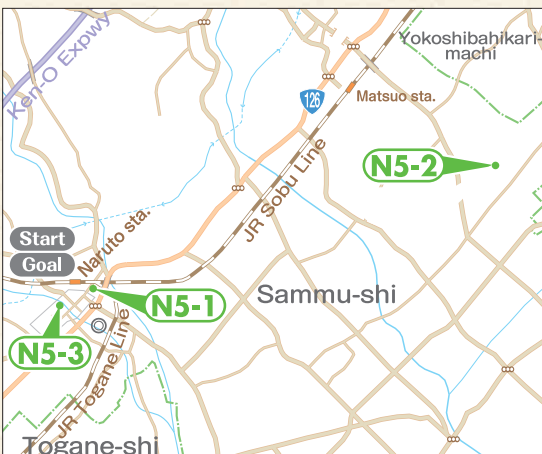 Ken-O Expwy
Yokoshibahikari-
machi
126
Matsuo sta.
N5-2
JR Sobu Line
Naruto sta.
Start
Goal
N5-1
Sammu-shi
N5-3
JR Togane Line
Togane-shi